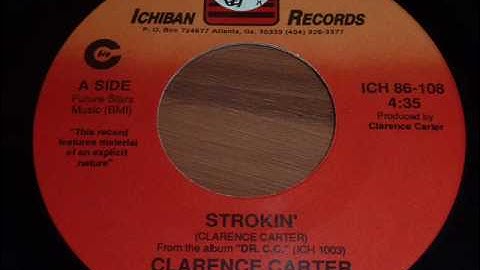 ICHIBAN RECORDS
P.O. Box 724677 Atlanta, Ga. 30339 (404) 926-3377
A SIDE
Future Stars
Music (BMI)
"This record
features material
of an explicit
nature"
ICH 86-108
4:35
Produced by
Clarence Carter
STROKIN'
(CLARENCE CARTER)
From the album "DR. C.C." (ICH 1003)
CLARENCE CARTER